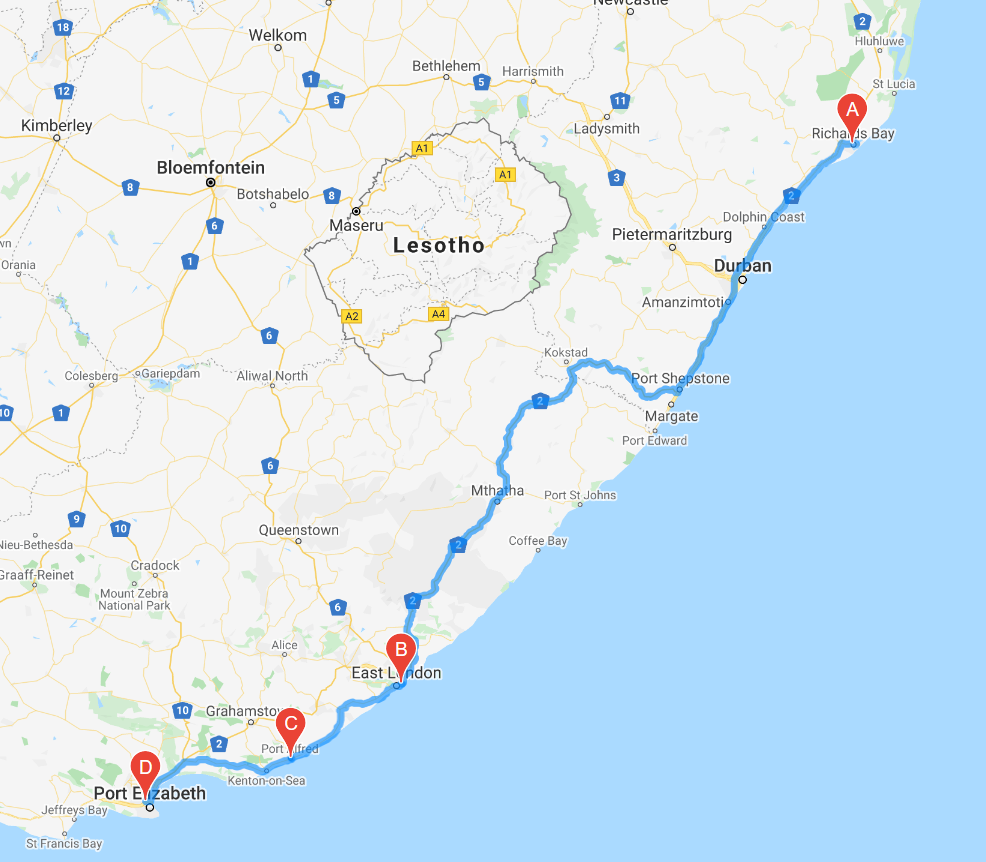 Newcastle
18
Welkom
2
Hluhluwe
Bethlehem
Harrismith
1
5
5
St Lucia
12
11
A
Kimberley
Ladysmith
Richards Bay
A1
Bloemfontein
A1
3
8
Botshabelo
8
2
Maseru
Dolphin Coast
6
Pietermaritzburg
Lesotho
1
Orania
Durban
Amanzimtoti
A2
A4
6
Kokstad
Colesberg
Gariepdam
Aliwal North
Port Shepstone
2
10
1
Margate
Port Edward
6
Mthatha
Port St Johns
9
10
Queenstown
Nieu-Bethesda
2
Coffee Bay
Cradock
Graaff-Reinet
Mount Zebra
National Park
2
6
Alice
B
East London
10
Grahamstown
C
2
Port Alfred
D
Kenton-on-Sea
Port Elizabeth
Jeffreys Bay
St Francis Bay